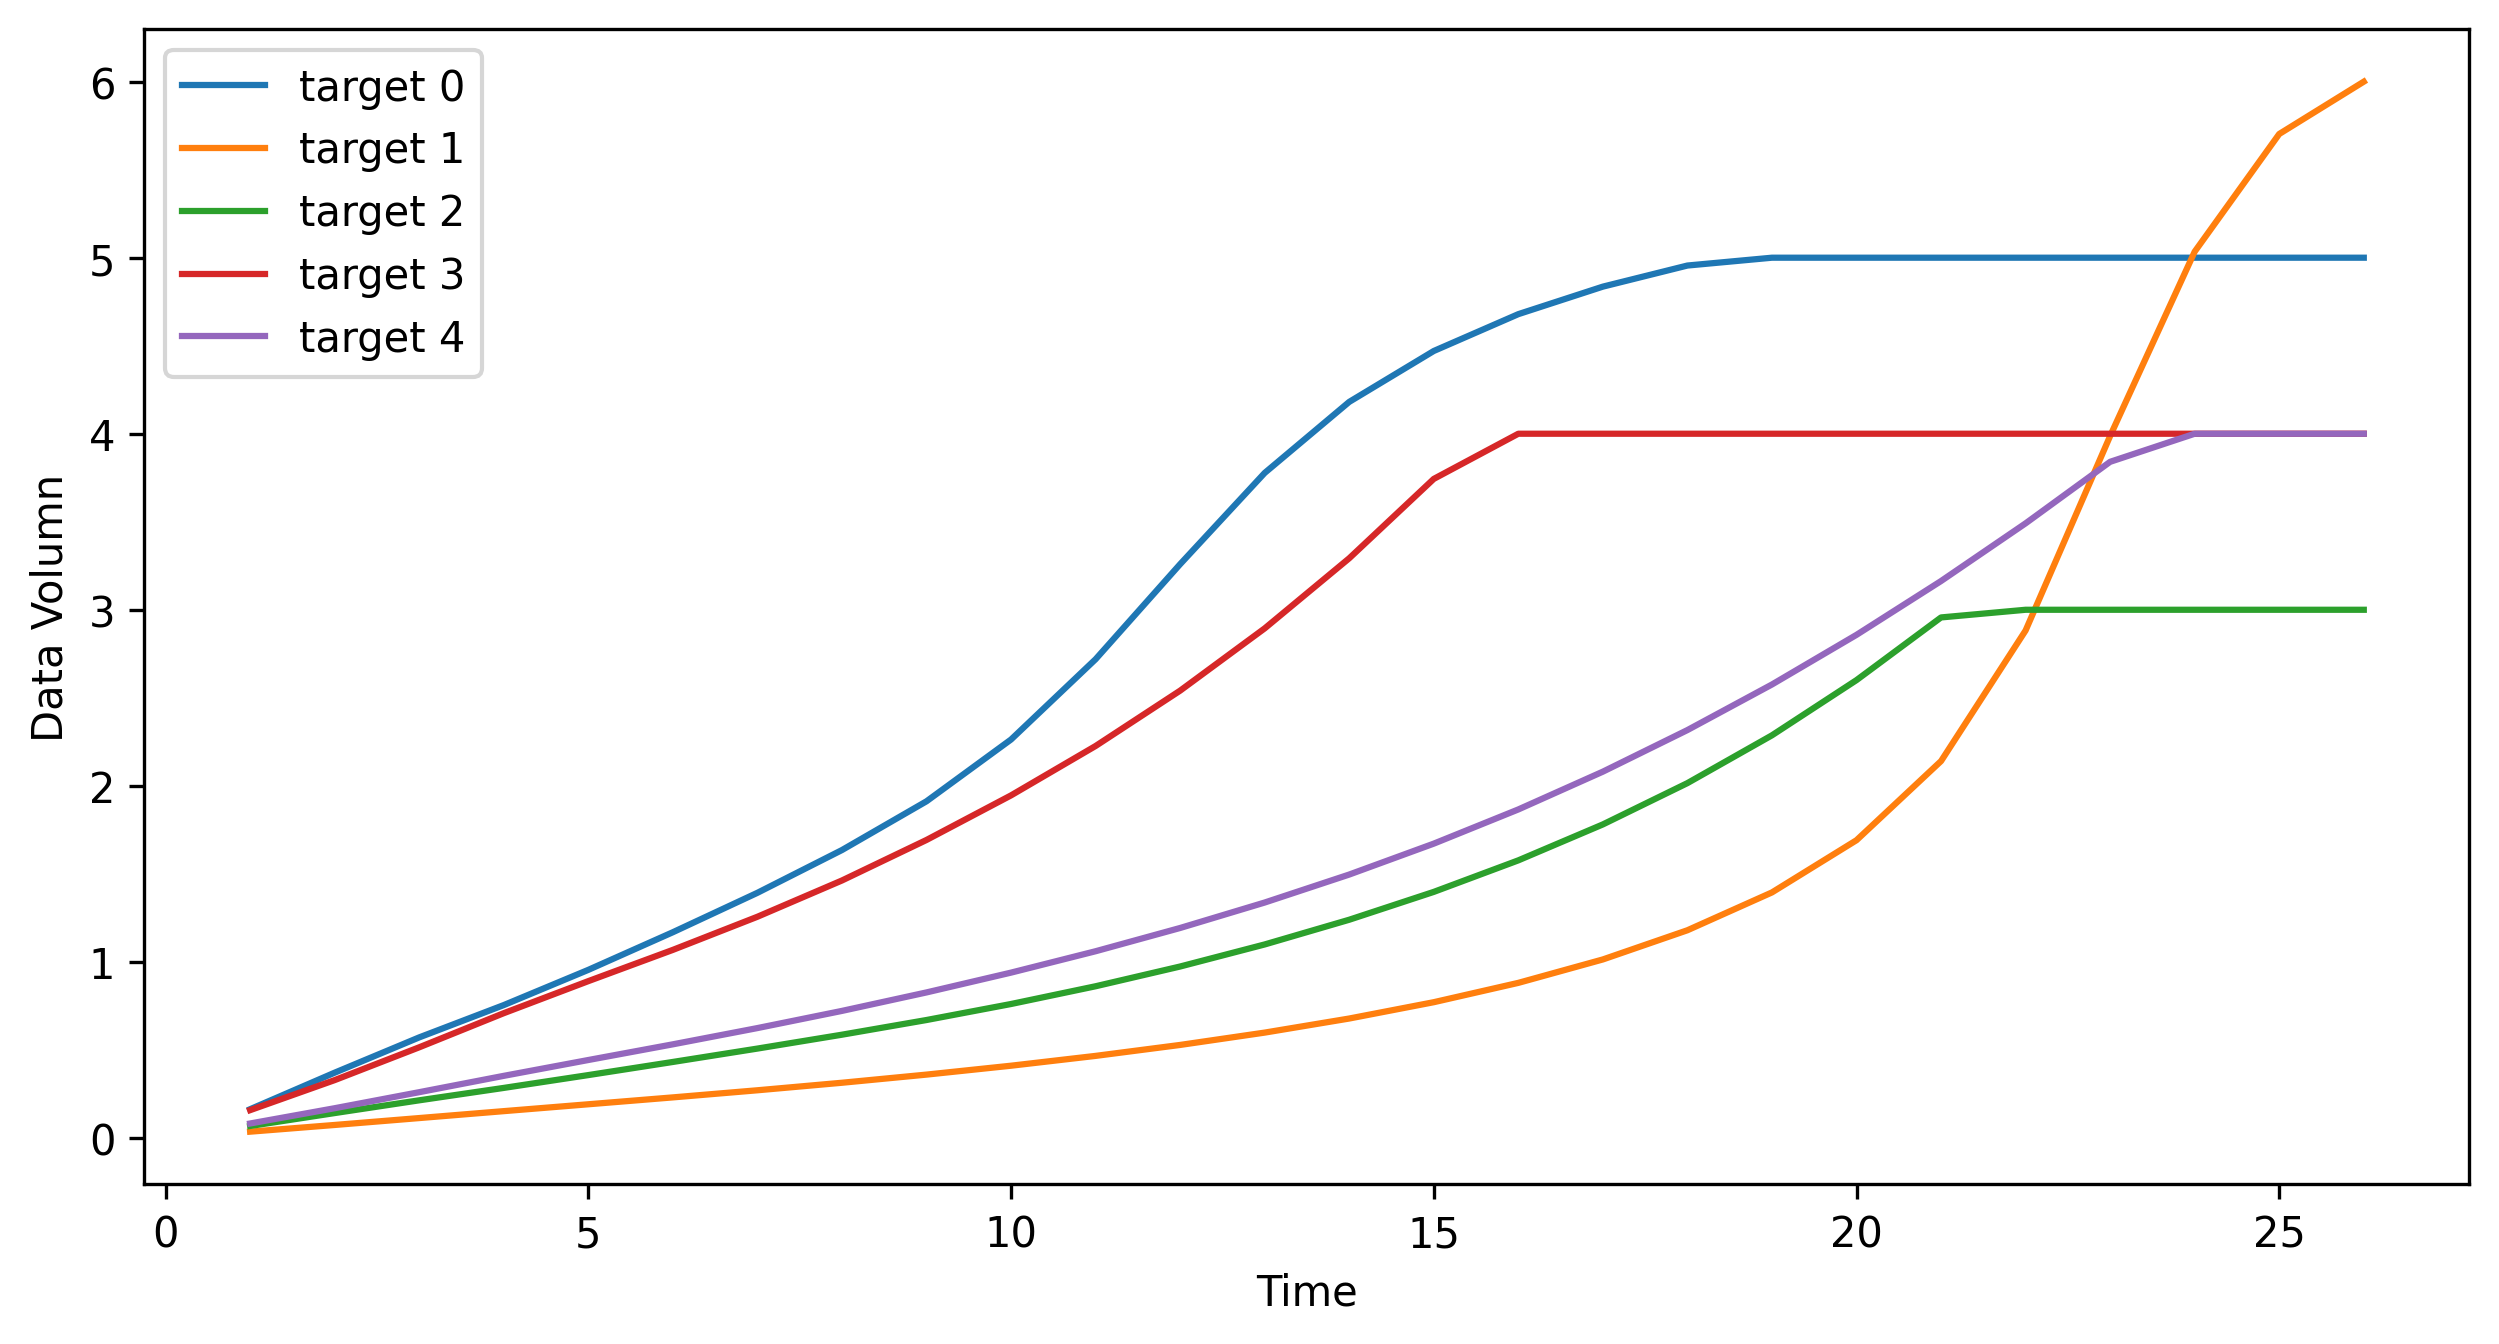 target 0
target 1
target 2
target 3
target 4
6
5
4
3
2
1
0
Data Volumn
0 5 10 15 20 25
Time